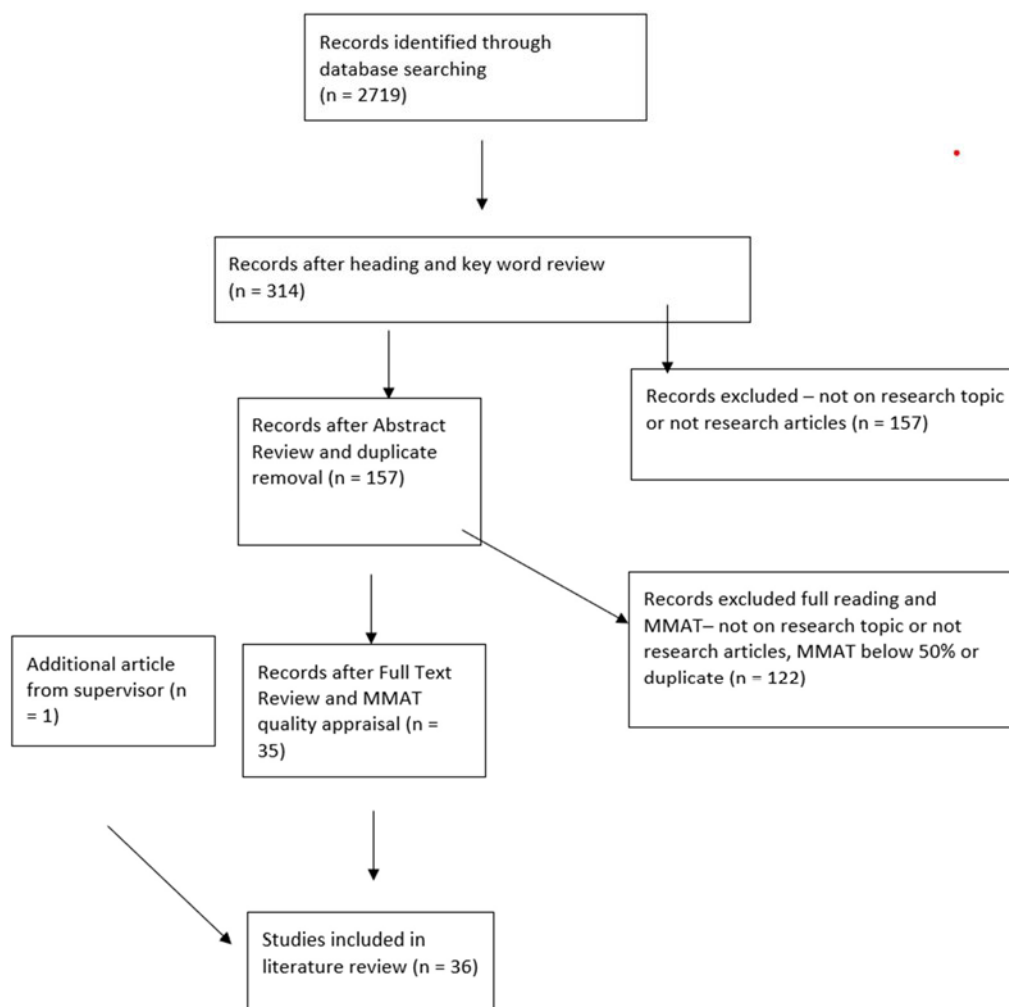 Records identified through
database searching
(n = 2719)
Records after heading and key word review
(n = 314)
Records excluded – not on research topic
or not research articles (n = 157)
Records after Abstract
Review and duplicate
removal (n = 157)
Records excluded full reading and
MMAT– not on research topic or not
research articles, MMAT below 50% or
duplicate (n = 122)
Additional article
from supervisor (n
= 1)
Records after Full Text
Review and MMAT
quality appraisal (n =
35)
Studies included in
literature review (n = 36)